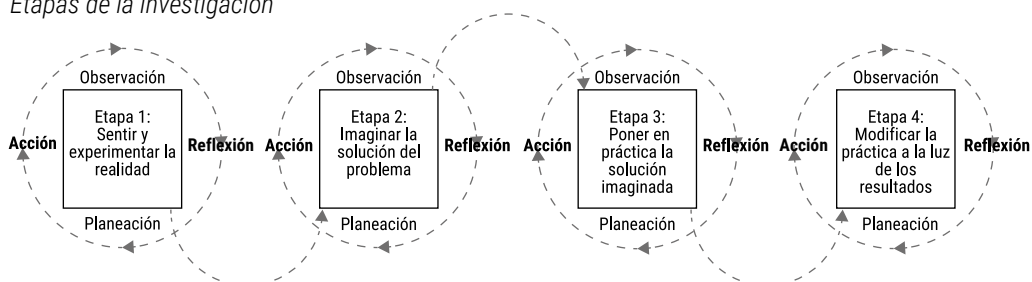 Etapas de la investigación
Observación
Acción
Etapa 1:
Sentir y
experimentar la
realidad
Reflexión
Planeación
Observación
Acción
Etapa 2:
Imaginar la
solución del
problema
Reflexión
Planeación
Observación
Acción
Etapa 3:
Poner en
práctica la
solución
imaginada
Reflexión
Planeación
Observación
Acción
Etapa 4:
Modificar la
práctica a la luz
de los
resultados
Reflexión
Planeación